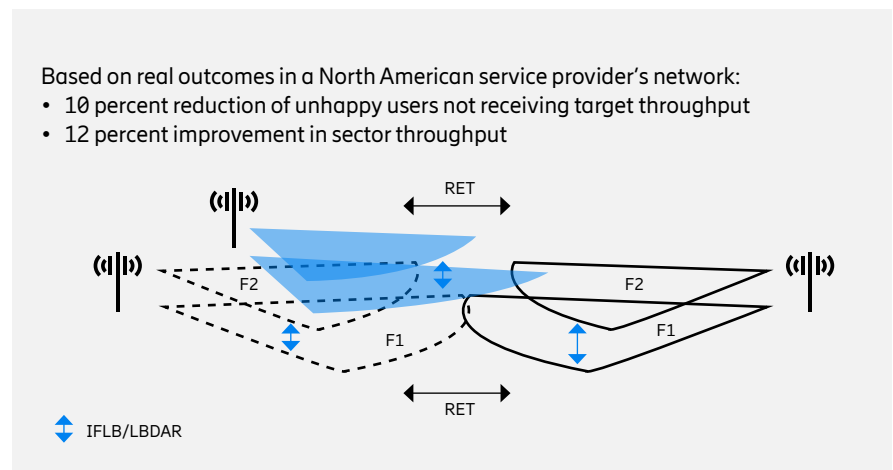 Based on real outcomes in a North American service provider's network:
• 10 percent reduction of unhappy users not receiving target throughput
• 12 percent improvement in sector throughput
RET
F2
F2
F1
F1
RET
IFLB/LBDAR